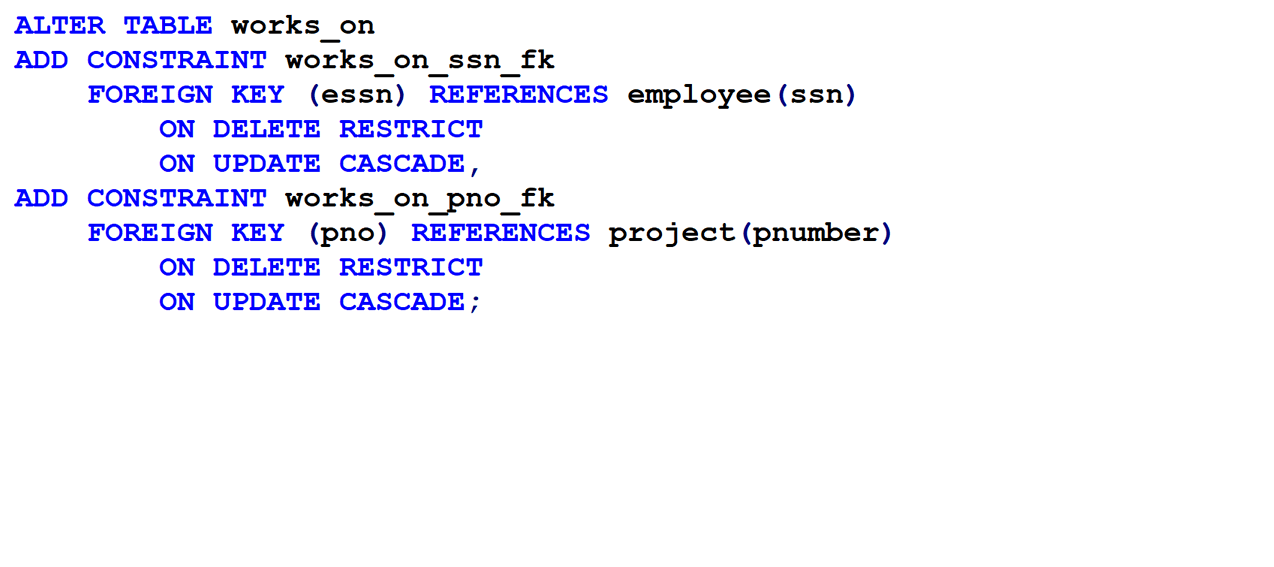 ALTER TABLE works_on
ADD CONSTRAINT works_on_ssn_fk
    FOREIGN KEY (essn) REFERENCES employee(ssn)
        ON DELETE RESTRICT
        ON UPDATE CASCADE,
ADD CONSTRAINT works_on_pno_fk
    FOREIGN KEY (pno) REFERENCES project(pnumber)
        ON DELETE RESTRICT
        ON UPDATE CASCADE;